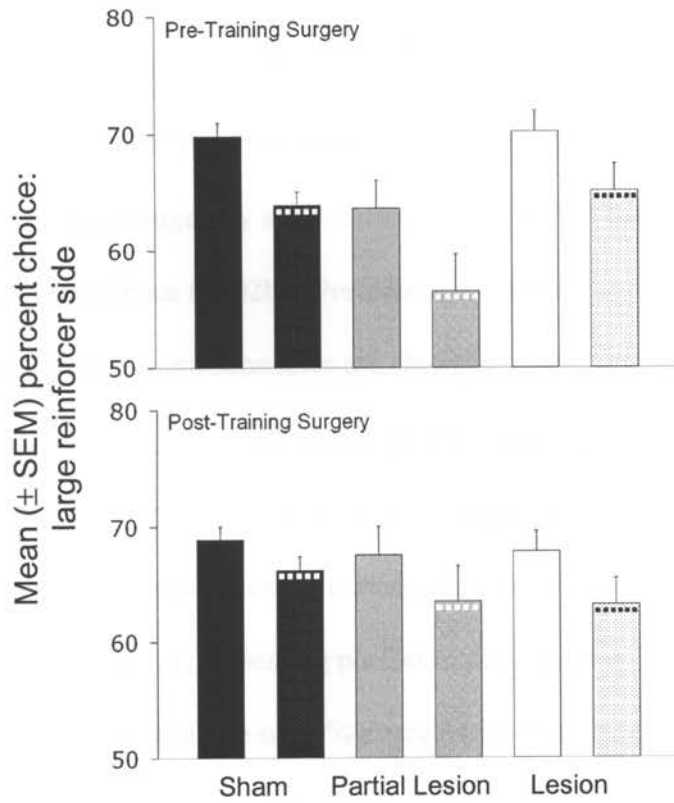 80
Pre-Training Surgery
70
60
50
80
Post-Training Surgery
70
60
50
Mean (± SEM) percent choice:
large reinforcer side
Sham
Partial Lesion
Lesion